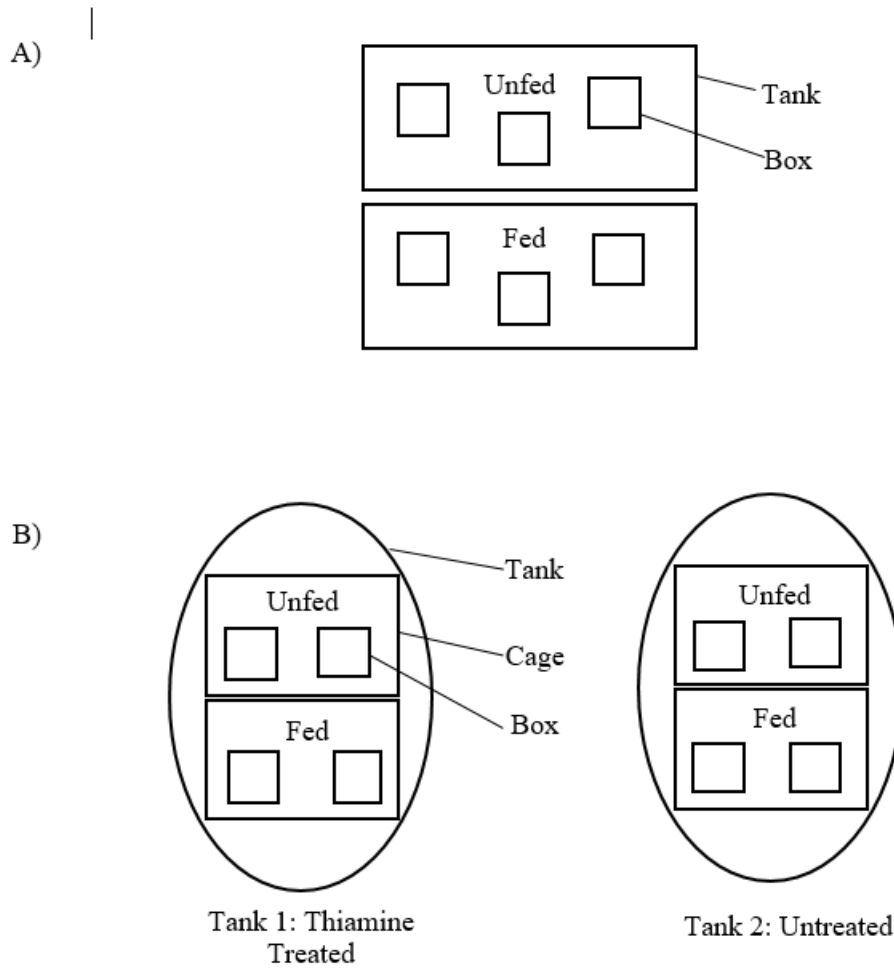 A)
Unfed
Tank
Box
Fed
B)
Tank
Unfed
Unfed
Cage
Box
Fed
Fed
Tank 1: Thiamine
Treated
Tank 2: Untreated